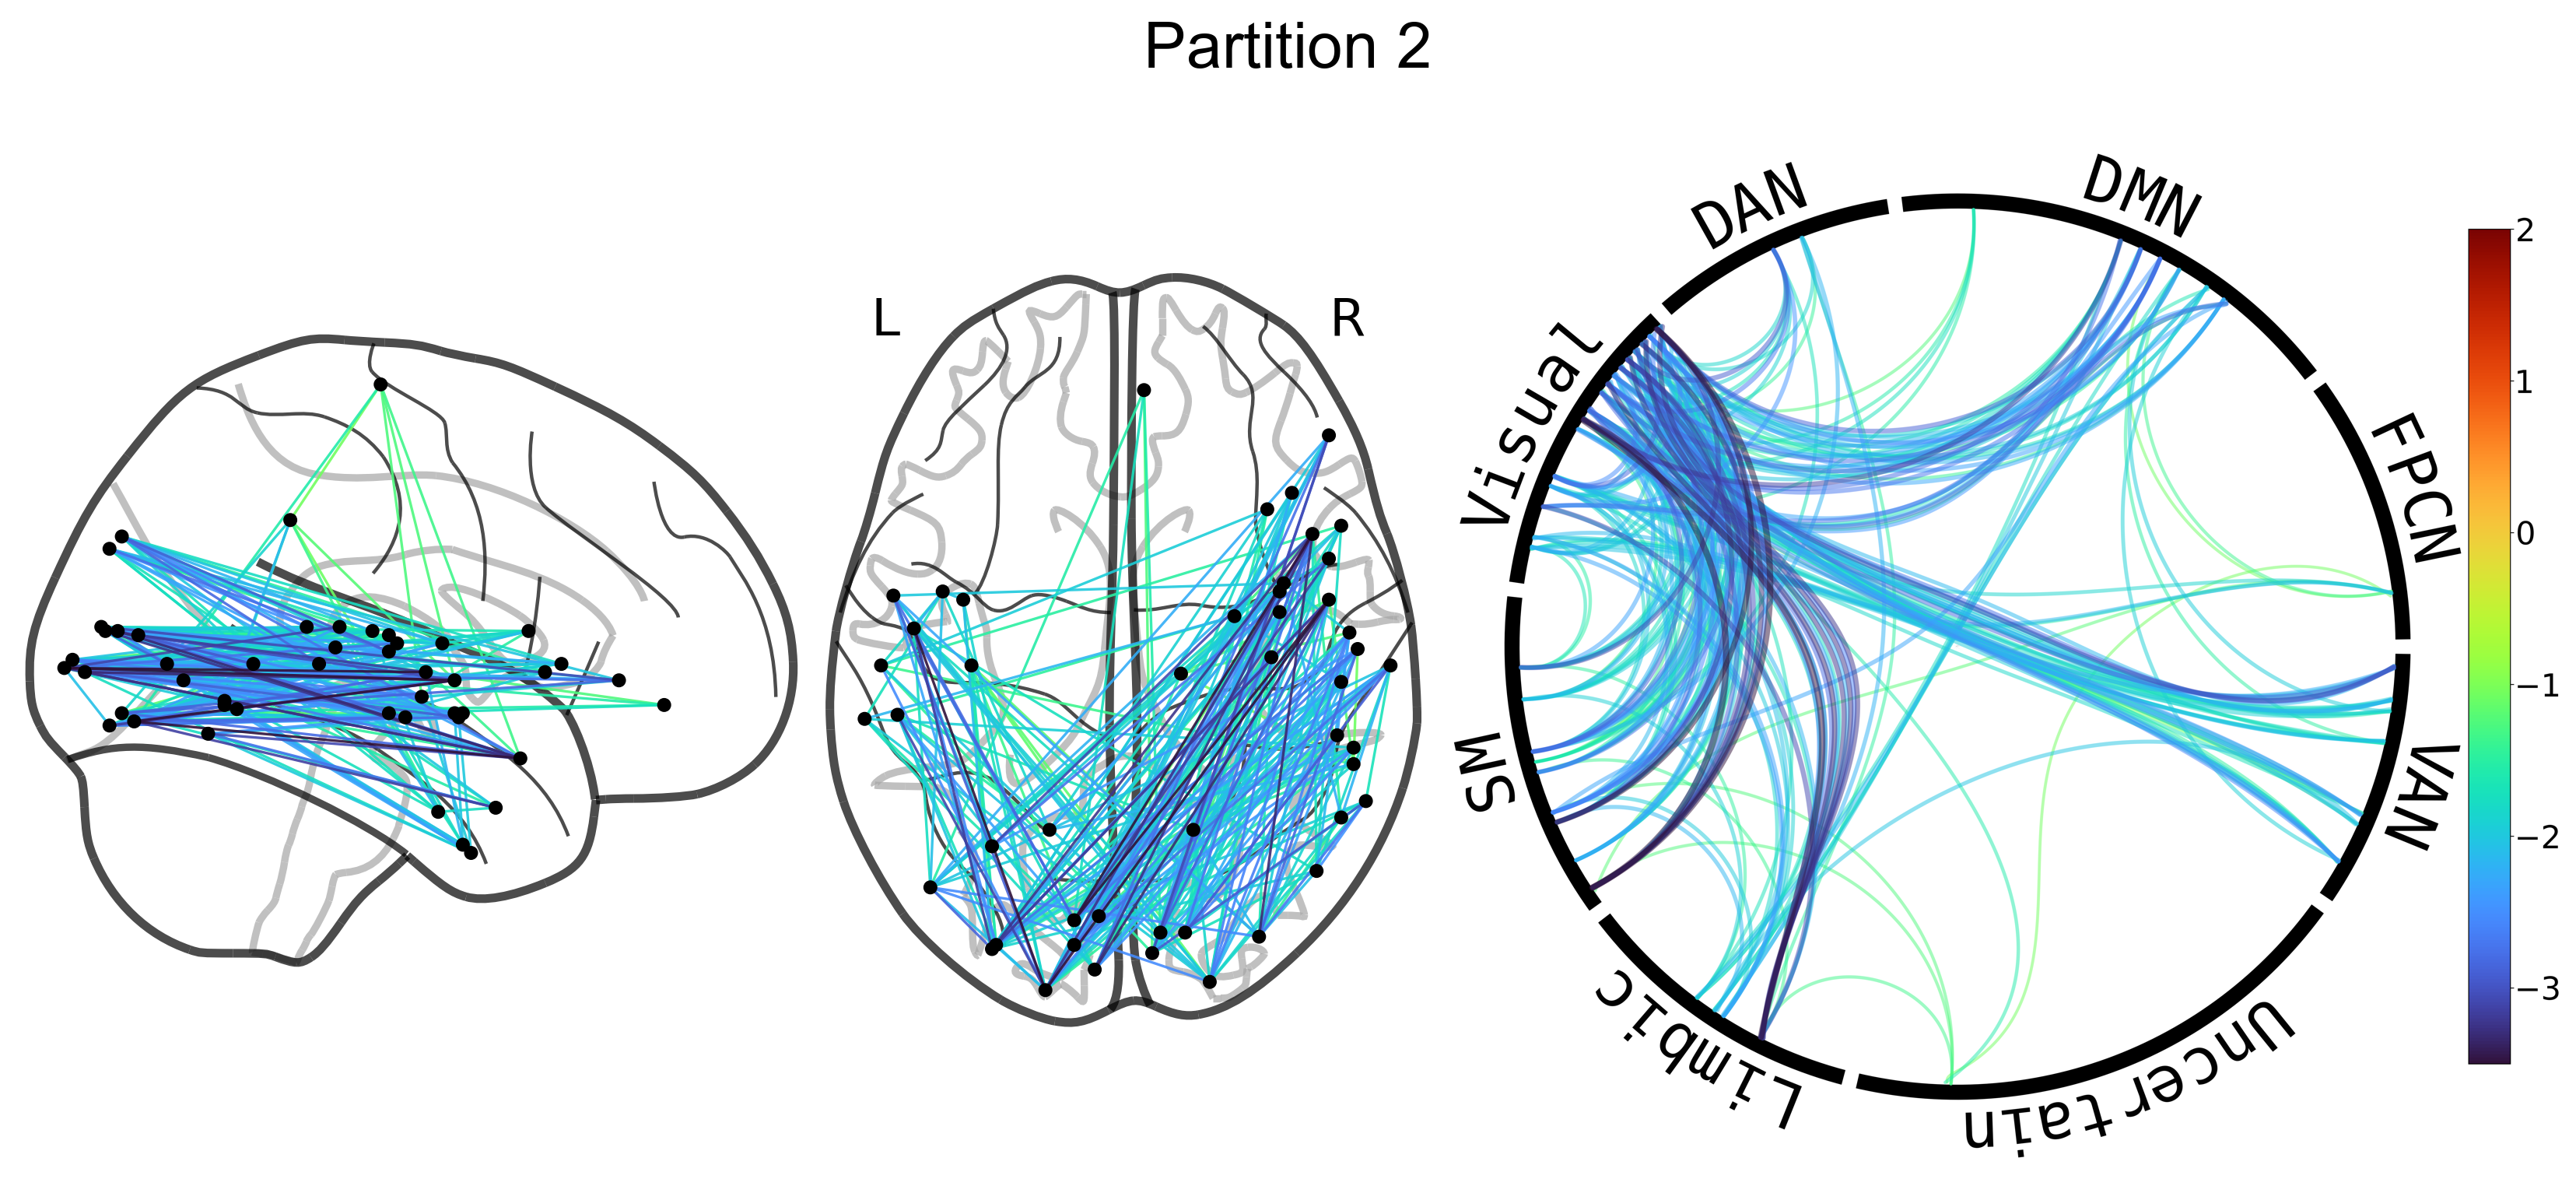 Partition 2
L
R
DAN
DMN
Visual
FPCN
SM
VAN
Limbic
Uncertain
2
1
0
−1
−2
−3